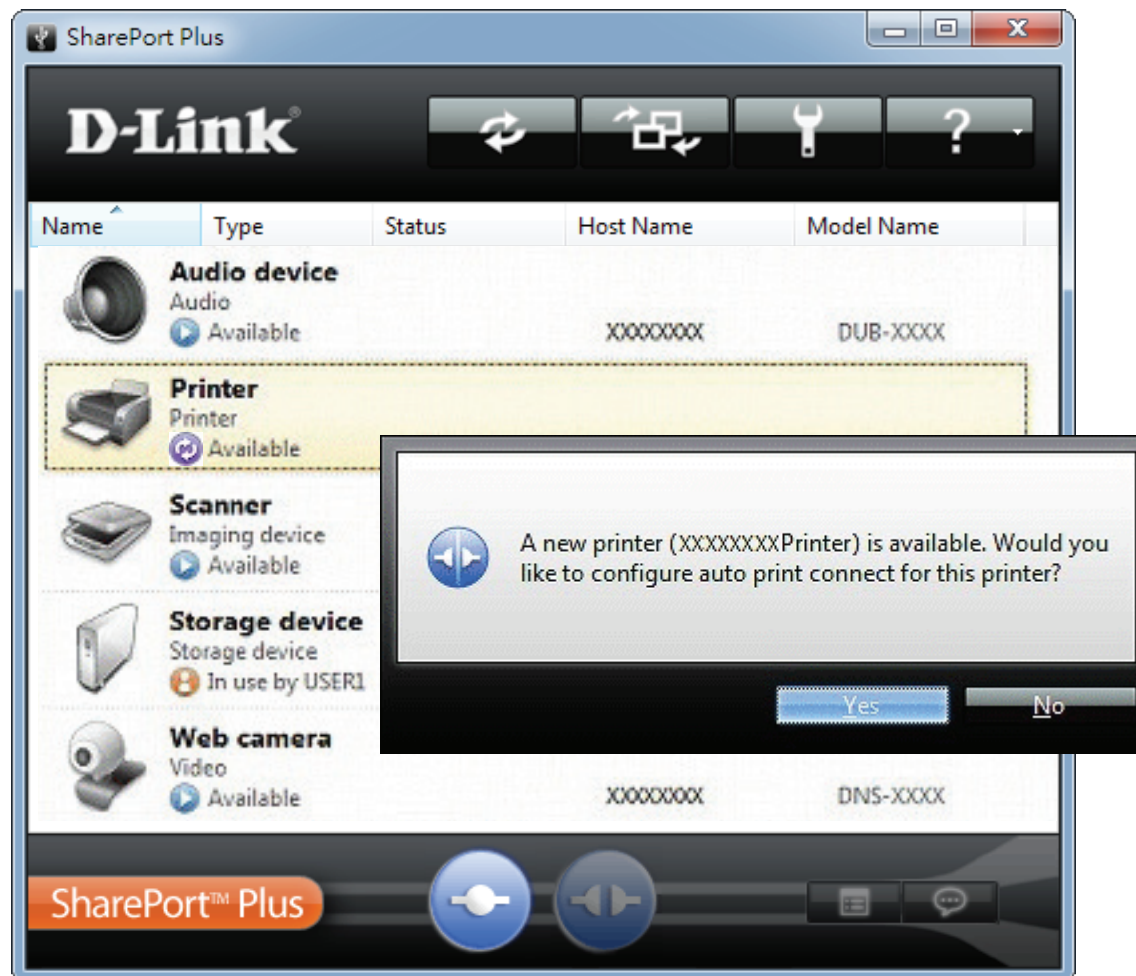 SharePort Plus
D-Link®
?
Name Type Status Host Name Model Name
Audio device
Audio
Available XXXXXXXX DUB-XXXX
Printer
Printer
Available
Scanner
Imaging device
Available
A new printer (XXXXXXXXPrinter) is available. Would you
like to configure auto print connect for this printer?
Storage device
Storage device
In use by USER1
Yes No
Web camera
Video
Available XXXXXXXX DNS-XXXX
SharePort™ Plus